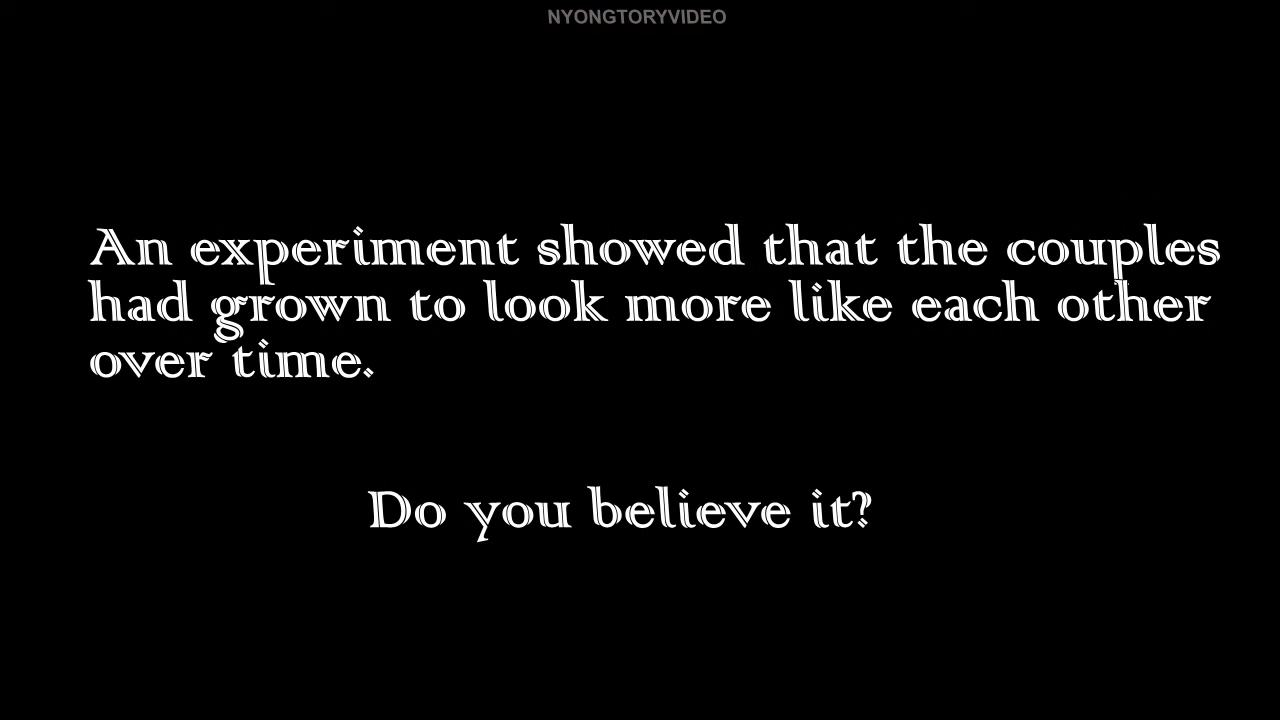 NYONGTORYVIDEO
An experiment showed that the couples
had grown to look more like each other
over time.
Do you believe it?